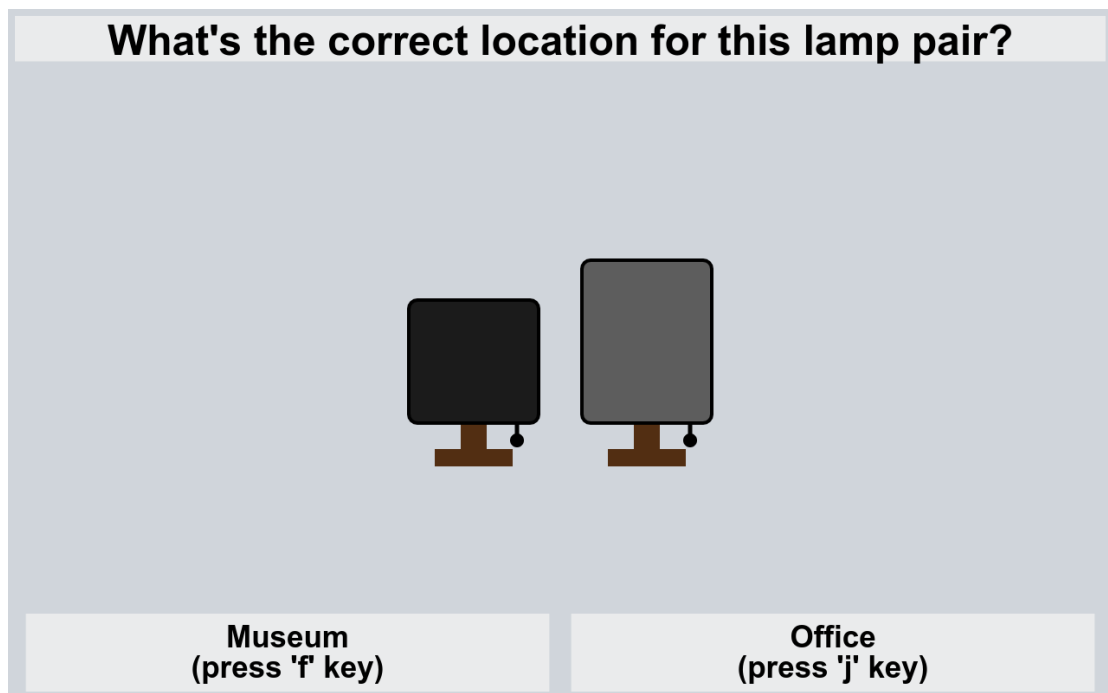 What's the correct location for this lamp pair?
Museum
(press 'f' key)
Office
(press 'j' key)